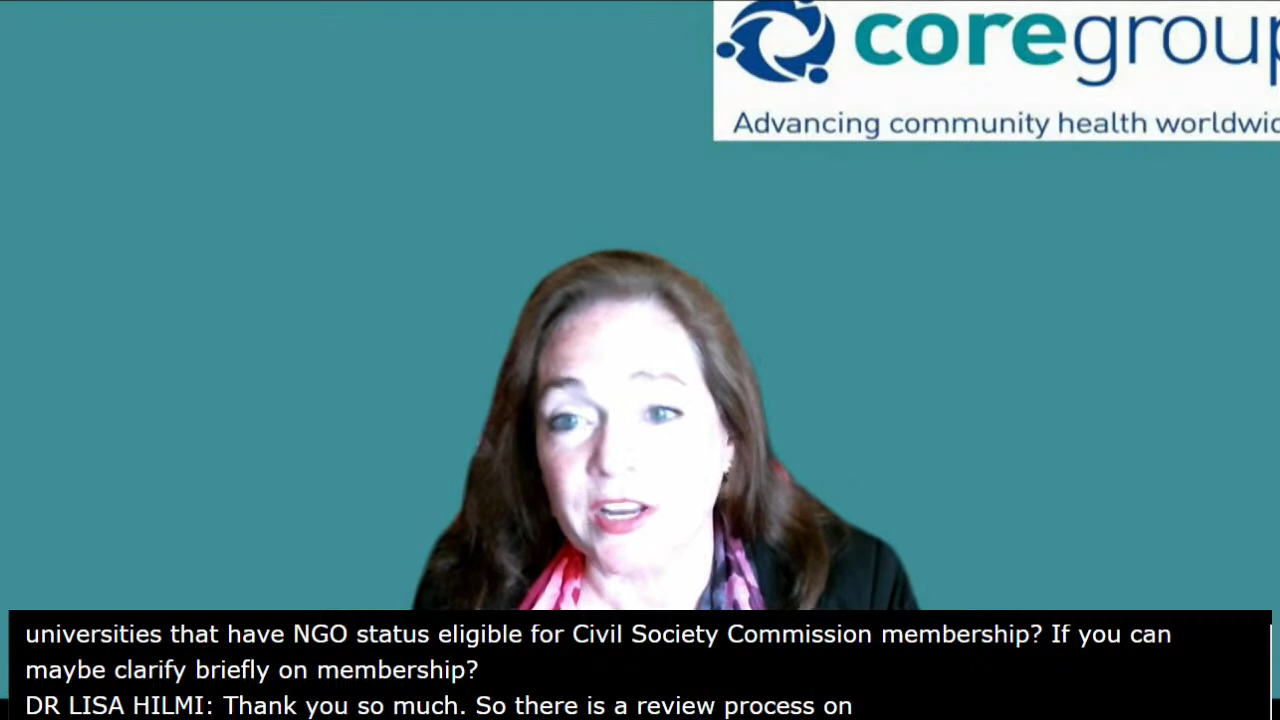 coregroup
Advancing community health worldwid
universities that have NGO status eligible for Civil Society Commission membership? If you can
maybe clarify briefly on membership?
DR LISA HILMI: Thank you so much. So there is a review process on